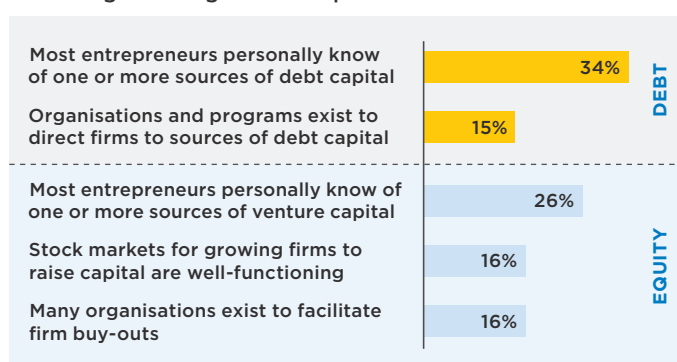 Most entrepreneurs personally know
of one or more sources of debt capital
34%
Organisations and programs exist to
direct firms to sources of debt capital
15%
DEBT
Most entrepreneurs personally know of
one or more sources of venture capital
26%
Stock markets for growing firms to
raise capital are well-functioning
16%
Many organisations exist to facilitate
firm buy-outs
16%
EQUITY